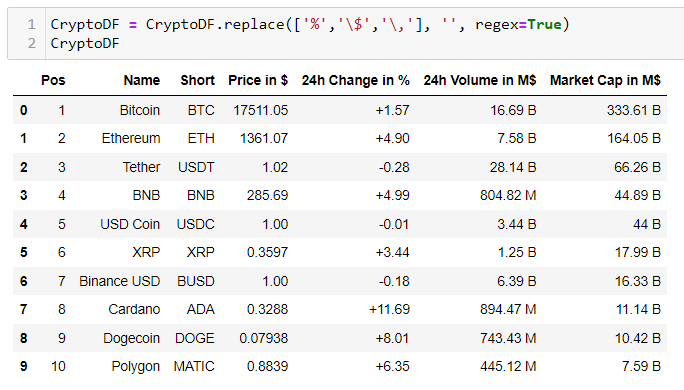 1 CryptoDF = CryptoDF.replace(['%','\$','\,'], '', regex=True)
2 CryptoDF
Pos Name Short Price in $ 24h Change in % 24h Volume in M$ Market Cap in M$
0 1 Bitcoin BTC 17511.05 +1.57 16.69 B 333.61 B
1 2 Ethereum ETH 1361.07 +4.90 7.58 B 164.05 B
2 3 Tether USDT 1.02 -0.28 28.14 B 66.26 B
3 4 BNB BNB 285.69 +4.99 804.82 M 44.89 B
4 5 USD Coin USDC 1.00 -0.01 3.44 B 44 B
5 6 XRP XRP 0.3597 +3.44 1.25 B 17.99 B
6 7 Binance USD BUSD 1.00 -0.18 6.39 B 16.33 B
7 8 Cardano ADA 0.3288 +11.69 894.47 M 11.14 B
8 9 Dogecoin DOGE 0.07938 +8.01 743.43 M 10.42 B
9 10 Polygon MATIC 0.8839 +6.35 445.12 M 7.59 B